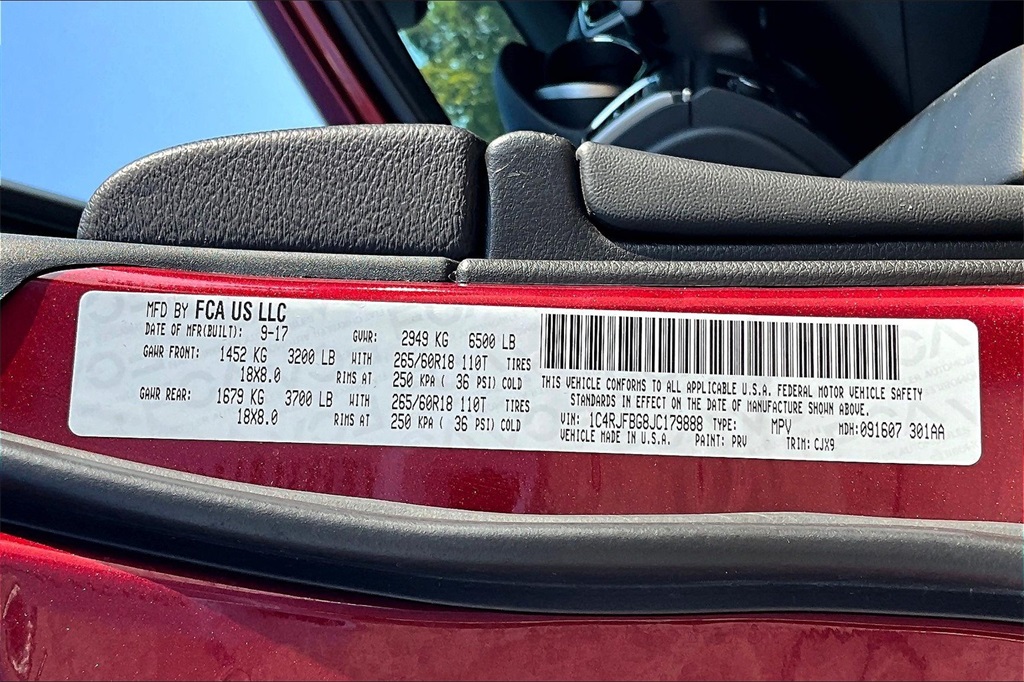 MFD BY FCA US LLC
DATE OF MFR(BUILT): 9-17 GVWR: 2949 KG 6500 LB
GAWR FRONT: 1452 KG 3200 LB WITH 265/60R18 110T TIRES
18X8.0 RIMS AT 250 KPA ( 36 PSI) COLD
GAWR REAR: 1679 KG 3700 LB WITH 265/60R18 110T TIRES
18X8.0 RIMS AT 250 KPA ( 36 PSI) COLD
THIS VEHICLE CONFORMS TO ALL APPLICABLE U.S.A. FEDERAL MOTOR VEHICLE SAFETY
STANDARDS IN EFFECT ON THE DATE OF MANUFACTURE SHOWN ABOVE.
VIN: 1C4RJFBG8JC179888 TYPE: MPV MDH:091607 301AA
VEHICLE MADE IN U.S.A. PAINT: PRV TRIM: CJX9